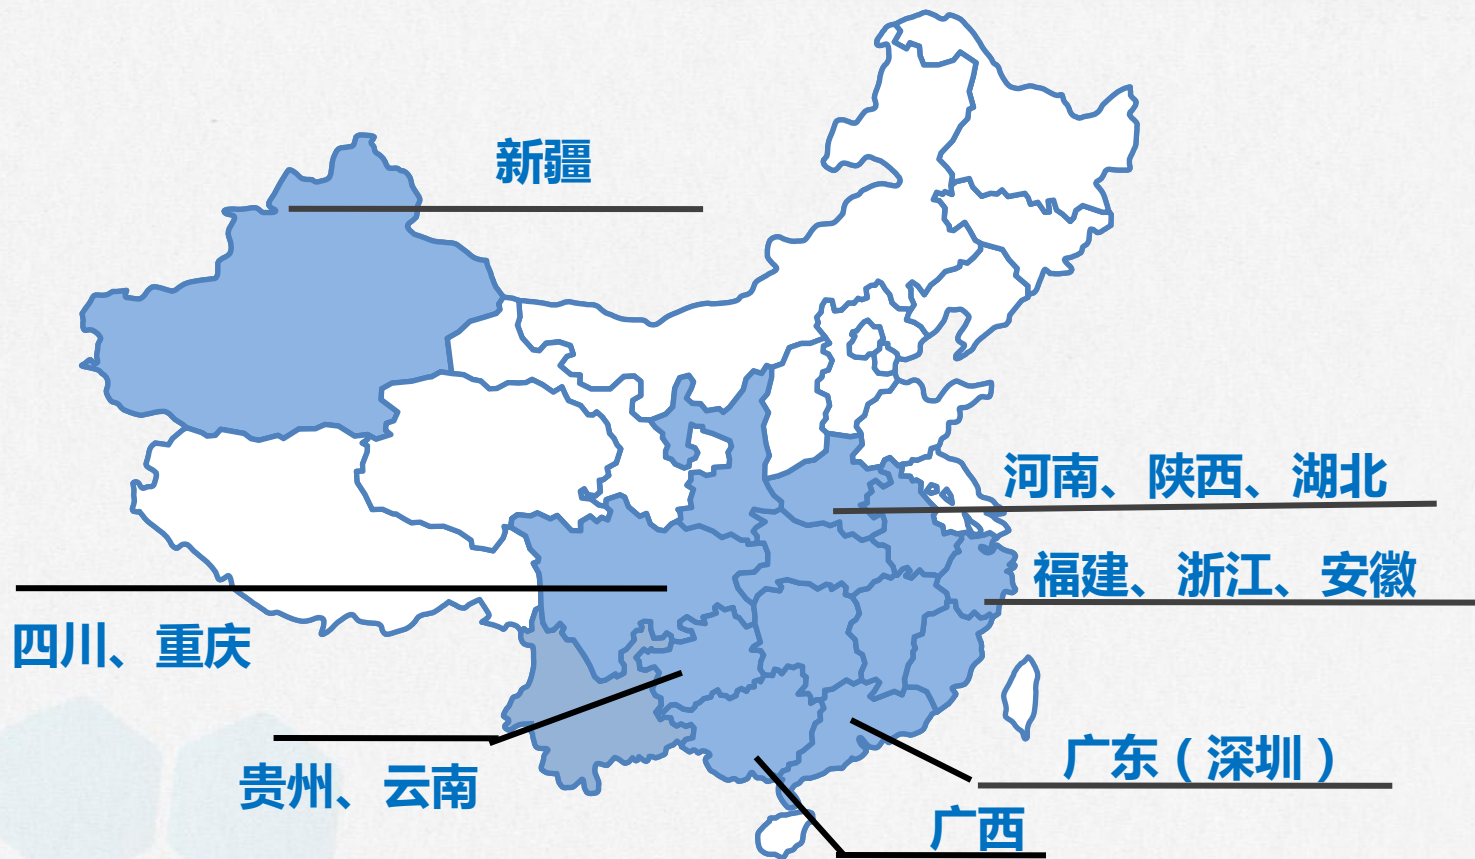 新疆
河南、陕西、湖北
福建、浙江、安徽
四川、重庆
广东（深圳）
贵州、云南
广西